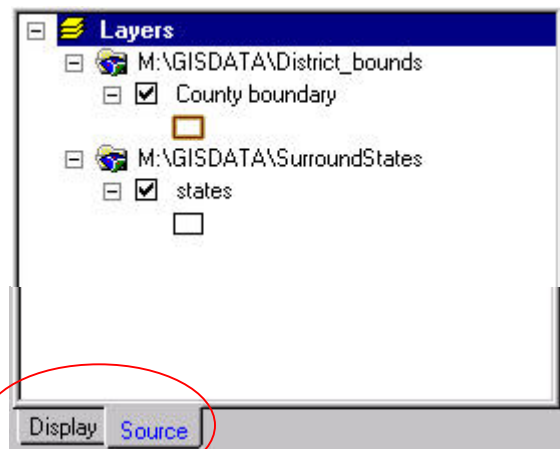 Layers
M:\GISDATA\District_bounds
County boundary
M:\GISDATA\SurroundStates
states
Display Source